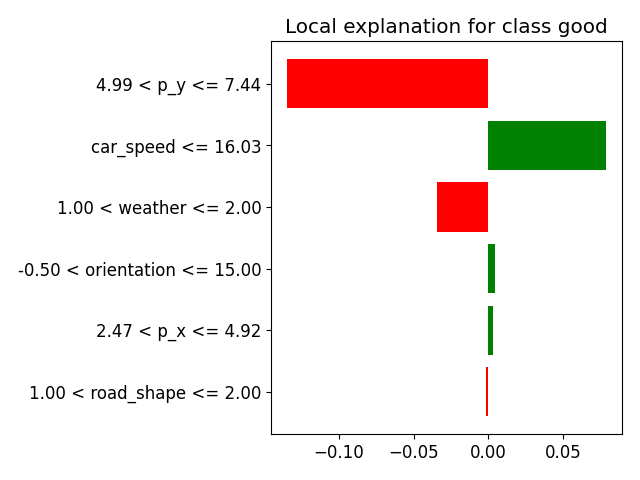 Local explanation for class good
4.99 < p_y <= 7.44
car_speed <= 16.03
1.00 < weather <= 2.00
-0.50 < orientation <= 15.00
2.47 < p_x <= 4.92
1.00 < road_shape <= 2.00
−0.10 −0.05 0.00 0.05